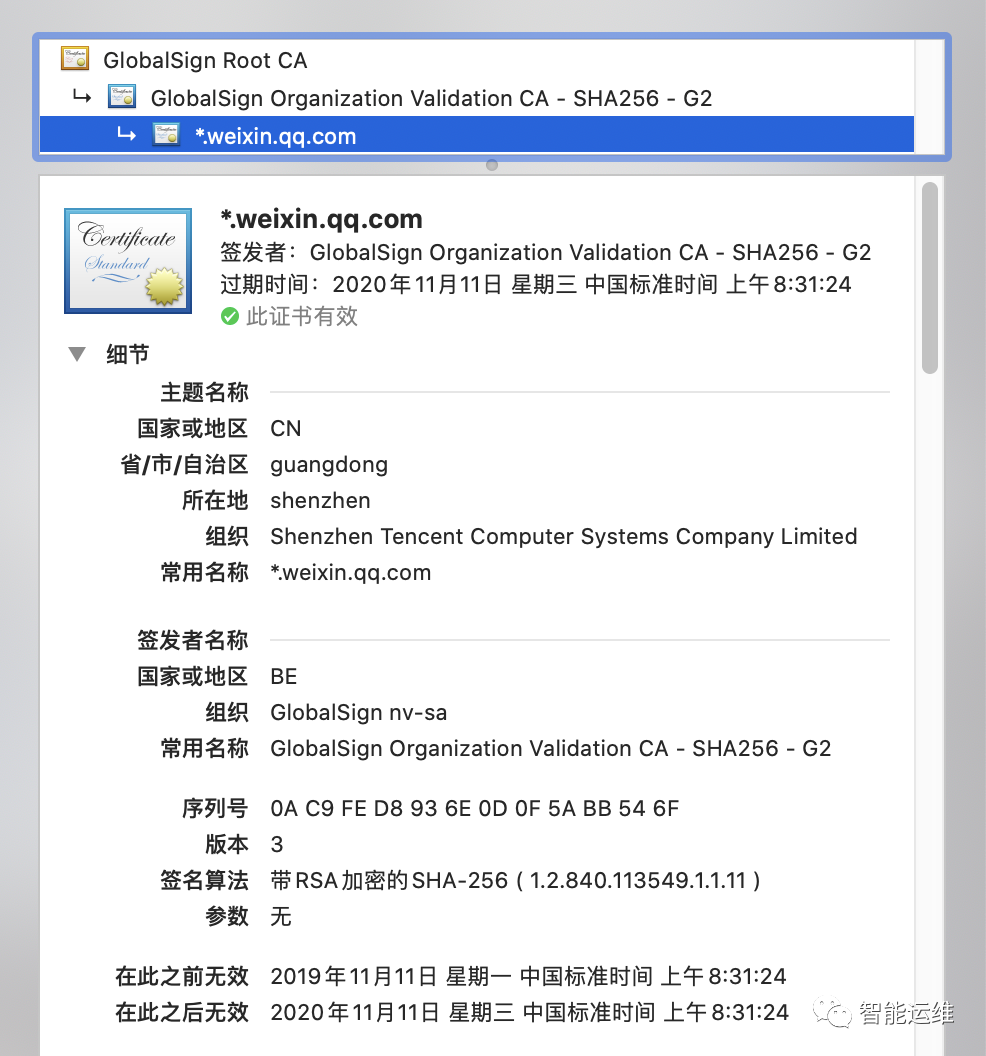 GlobalSign Root CA
GlobalSign Organization Validation CA - SHA256 - G2
*.weixin.qq.com
Certificate
Standard
*.weixin.qq.com
签发者：GlobalSign Organization Validation CA - SHA256 - G2
过期时间：2020年11月11日 星期三 中国标准时间 上午8:31:24
此证书有效
细节
主题名称
国家或地区 CN
省/市/自治区 guangdong
所在地 shenzhen
组织 Shenzhen Tencent Computer Systems Company Limited
常用名称 *.weixin.qq.com
签发者名称
国家或地区 BE
组织 GlobalSign nv-sa
常用名称 GlobalSign Organization Validation CA - SHA256 - G2
序列号 0A C9 FE D8 93 6E 0D 0F 5A BB 54 6F
版本 3
签名算法 带RSA加密的SHA-256 ( 1.2.840.113549.1.1.11 )
参数 无
在此之前无效 2019年11月11日 星期一 中国标准时间 上午8:31:24
在此之后无效 2020年11月11日 星期三 中国标准时间 上午8:31:24
智能运维